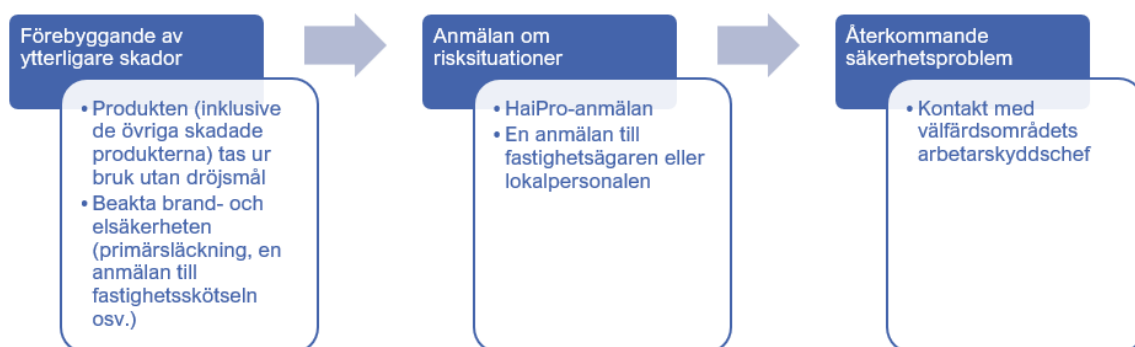 Förebyggande av
ytterligare skador
• Produkten (inklusive
de övriga skadade
produkterna) tas ur
bruk utan dröjsmål
• Beakta brand- och
elsäkerheten
(primärsläckning, en
anmälan till
fastighetsskötseln
osv.)
Anmälan om
risksituationer
• HaiPro-anmälan
• En anmälan till
fastighetsägaren eller
lokalpersonalen
Återkommande
säkerhetsproblem
• Kontakt med
välfärdsområdets
arbetarskyddschef